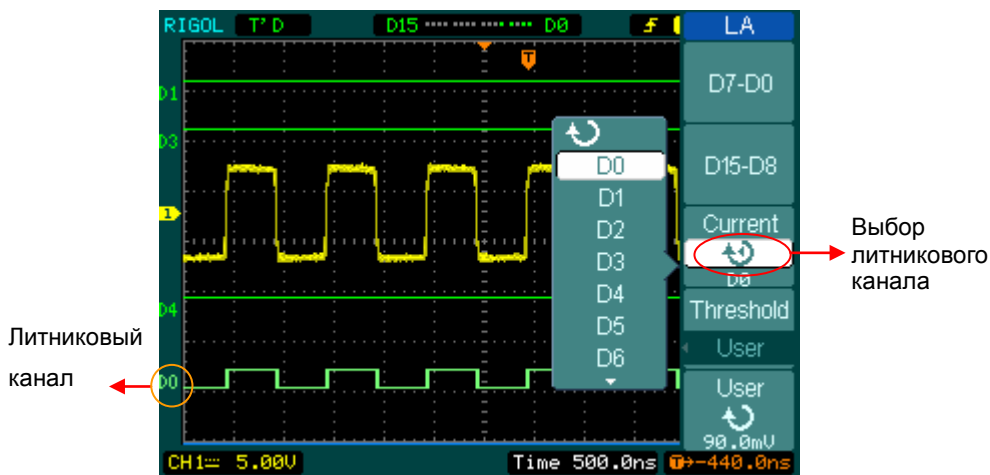 RIGOL T'D D15 D0 LA
D7-D0
D1
D3
D15-D8
D0
D1
D2
D3
D4
D5
D6
1
Current
D0
Выбор
литникового
канала
Threshold
User
D4
D0
Литниковый
канал
User
90.0mV
CH1 5.00V Time 500.0ns T→-440.0ns
T